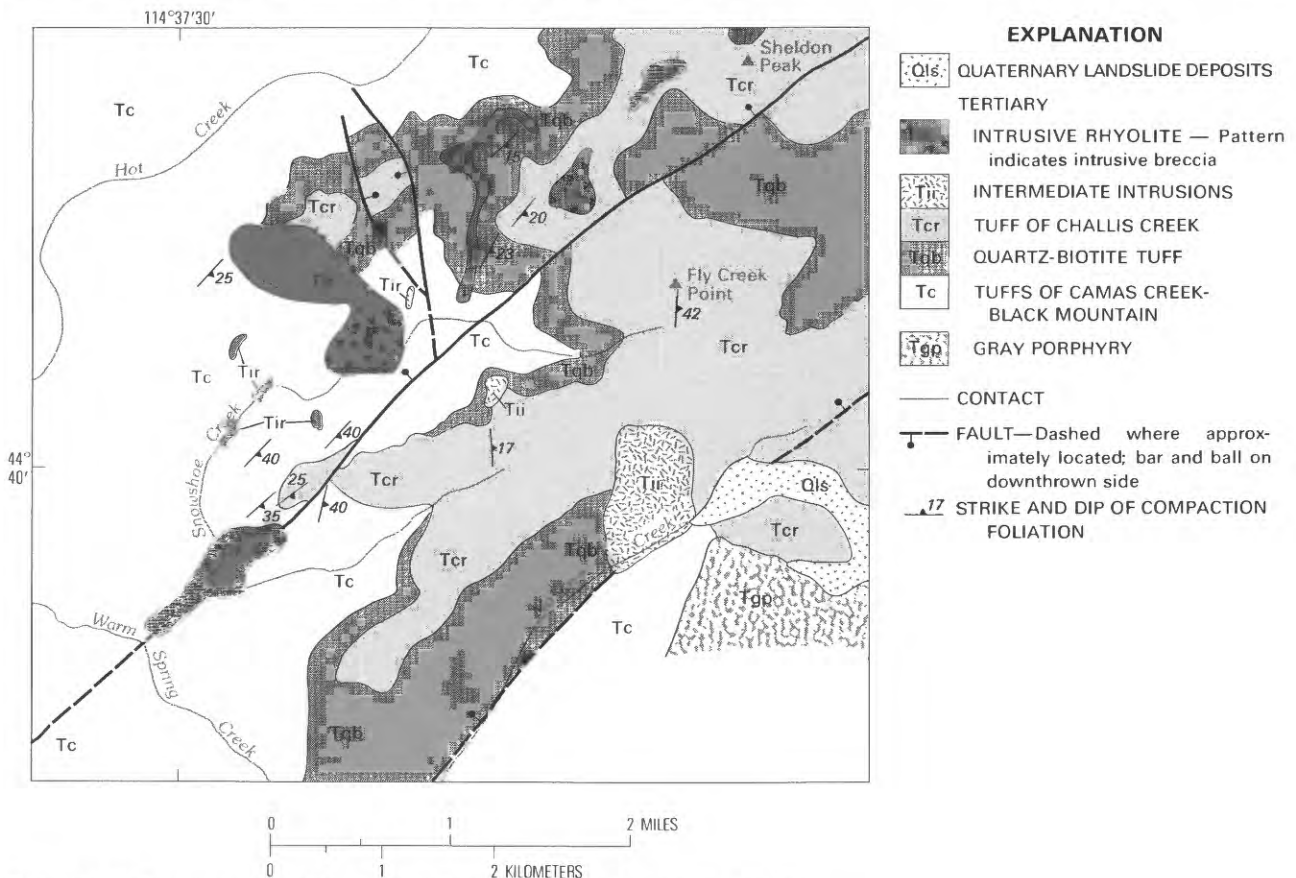 114°37'30"
Tc
Sheldon
Peak
Tcr
Tc
Creek
Hot
Tqb
15
Tqb
Tcr
20
Tqb
23
25
Tir
Fly Creek
Point
42
Tc
Tcr
Tc
Tir
Tqb
Tii
Creek
Tir
40
40
17
44°
40'
25
Tcr
Tii
Qls
Snowshoe
35
40
Tcr
Creek
Tcr
Tqb
Tc
Tgp
Tc
Warm
Spring
Creek
Tqb
Tc
0 1 2 MILES
0 1 2 KILOMETERS
EXPLANATION
Qls QUATERNARY LANDSLIDE DEPOSITS
TERTIARY
INTRUSIVE RHYOLITE — Pattern
indicates intrusive breccia
Tii INTERMEDIATE INTRUSIONS
Tcr TUFF OF CHALLIS CREEK
Tqb QUARTZ-BIOTITE TUFF
Tc TUFFS OF CAMAS CREEK-
BLACK MOUNTAIN
Tgp GRAY PORPHYRY
CONTACT
FAULT—Dashed where approx-
imately located; bar and ball on
downthrown side
17 STRIKE AND DIP OF COMPACTION
FOLIATION